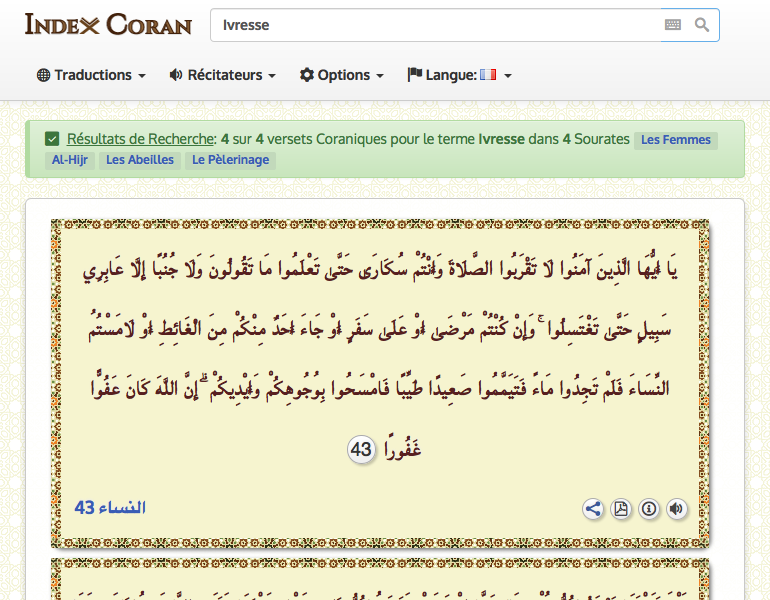 INDEX CORAN
Ivresse
Traductions
Récitateurs
Options
Langue:
Résultats de Recherche: 4 sur 4 versets Coraniques pour le terme Ivresse dans 4 Sourates Les Femmes
Al-Hijr Les Abeilles Le Pèlerinage
يَا أَيُّهَا الَّذِينَ آمَنُوا لَا تَقْرَبُوا الصَّلَاةَ وَأَنْتُمْ سُكَارَى حَتَّى تَعْلَمُوا مَا تَقُولُونَ وَلَا جُنُبًا إِلَّا عَابِرِي
سَبِيلٍ حَتَّى تَغْتَسِلُوا ۚ وَإِنْ كُنْتُمْ مَرْضَى أَوْ عَلَى سَفَرٍ أَوْ جَاءَ أَحَدٌ مِنْكُمْ مِنَ الْغَائِطِ أَوْ لَامَسْتُمُ
النِّسَاءَ فَلَمْ تَجِدُوا مَاءً فَتَيَمَّمُوا صَعِيدًا طَيِّبًا فَامْسَحُوا بِوُجُوهِكُمْ وَأَيْدِيكُمْ ۗ إِنَّ اللَّهَ كَانَ عَفُوًّا
غَفُورًا 43
النساء 43